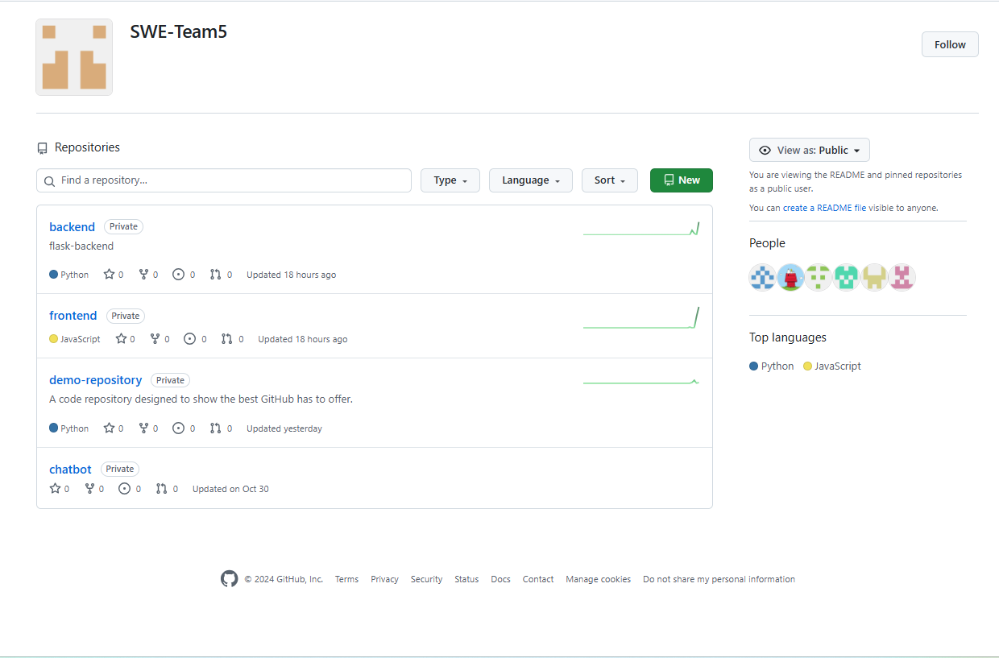 SWE-Team5
Follow
Repositories
Find a repository...
Type
Language
Sort
New
backend Private
flask-backend
Python 0 0 0 0 Updated 18 hours ago
frontend Private
JavaScript 0 0 0 0 Updated 18 hours ago
demo-repository Private
A code repository designed to show the best GitHub has to offer.
Python 0 0 0 0 Updated yesterday
chatbot Private
0 0 0 0 Updated on Oct 30
View as: Public
You are viewing the README and pinned repositories
as a public user.
You can create a README file visible to anyone.
People
Top languages
Python JavaScript
© 2024 GitHub, Inc. Terms Privacy Security Status Docs Contact Manage cookies Do not share my personal information